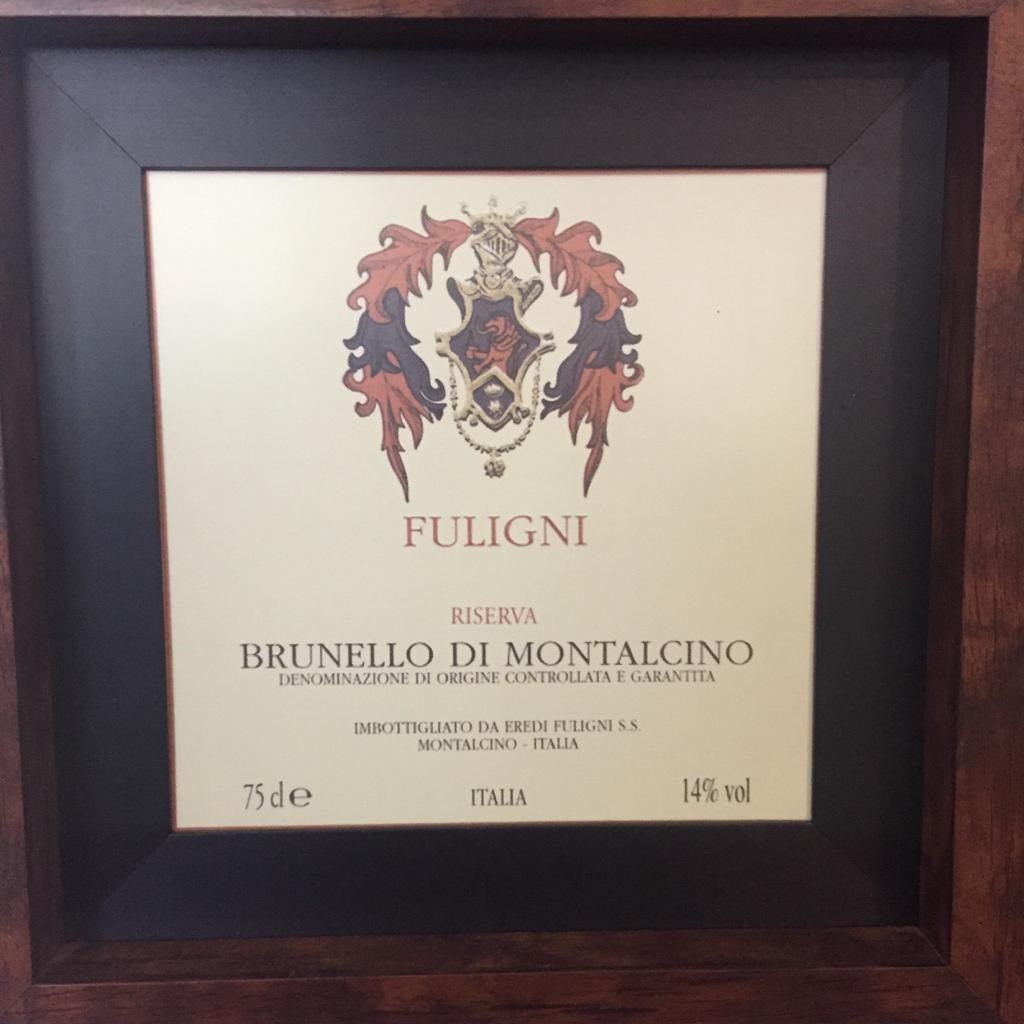 FULIGNI
RISERVA
BRUNELLO DI MONTALCINO
DENOMINAZIONE DI ORIGINE CONTROLLATA E GARANTITA
IMBOTTIGLIATO DA EREDI FULIGNI S.S.
MONTALCINO - ITALIA
75 cl e ITALIA 14% vol